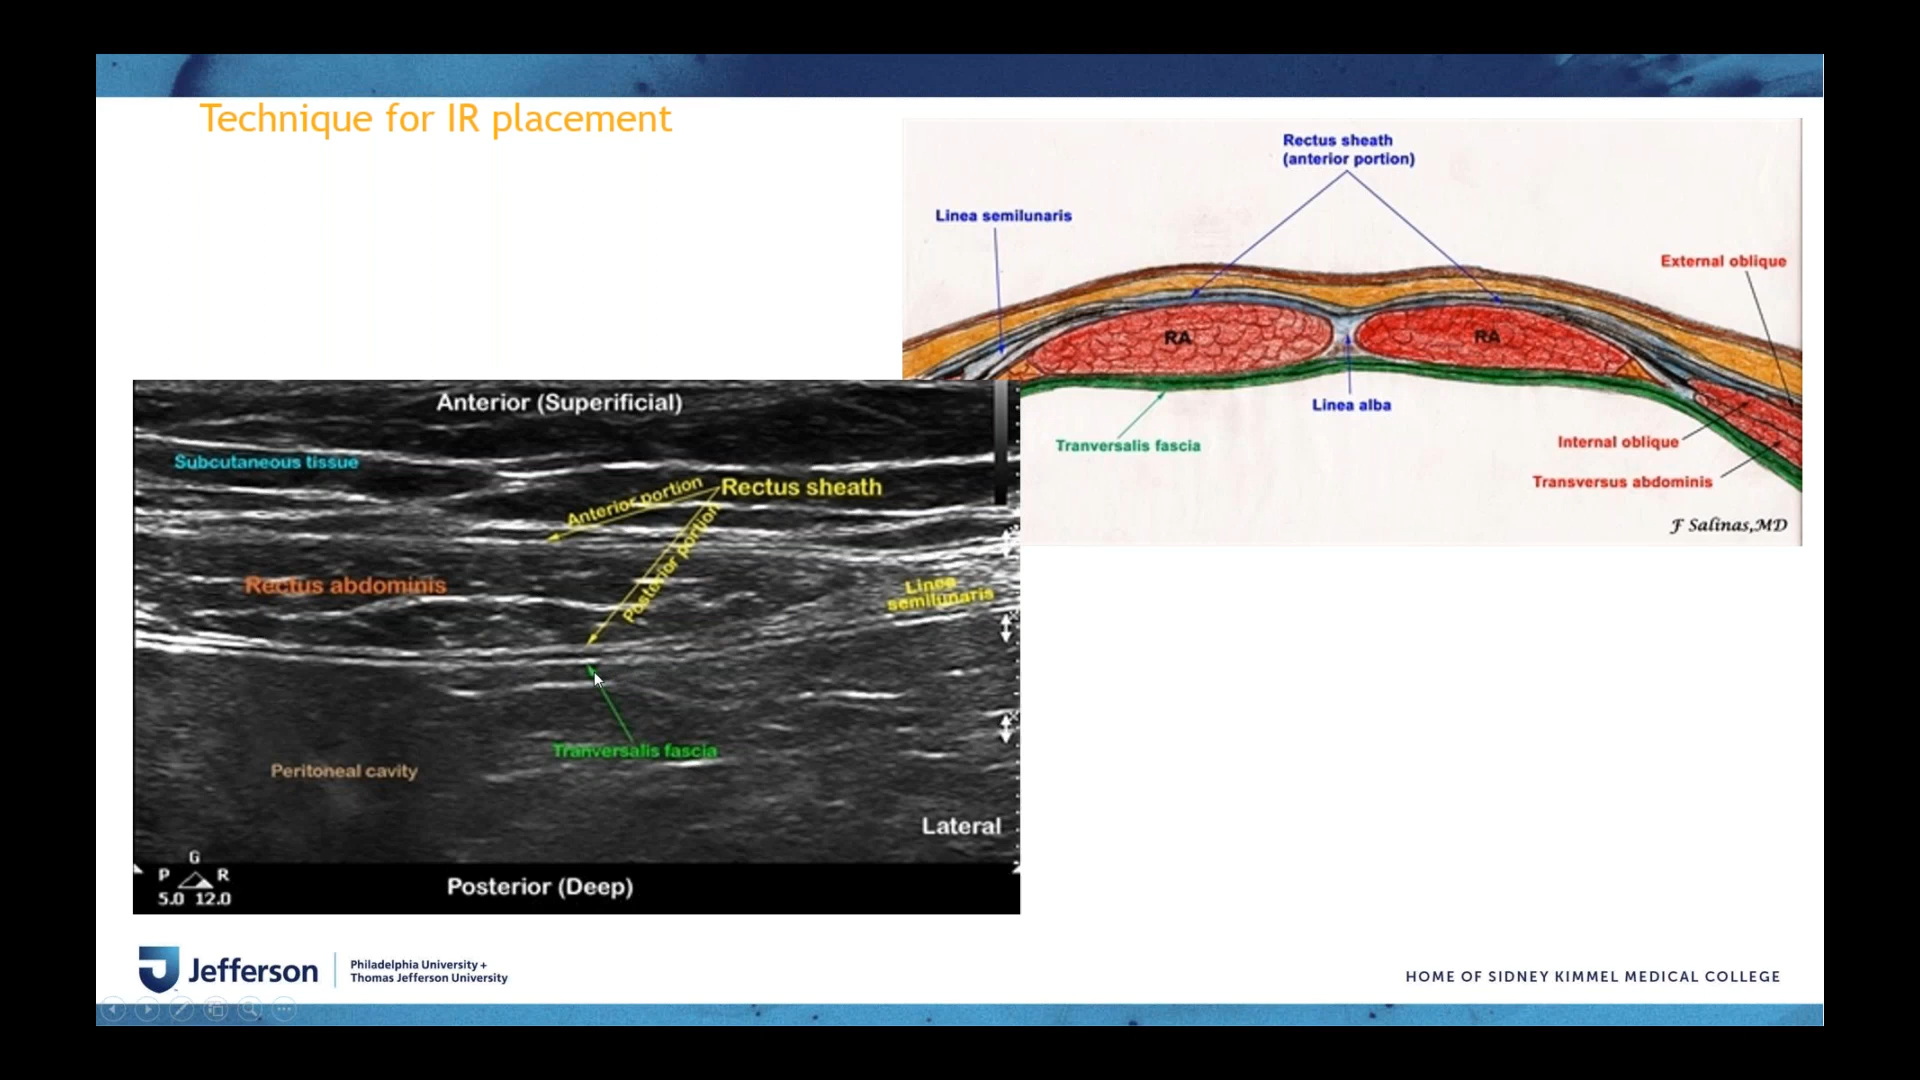 Technique for IR placement
Rectus sheath
(anterior portion)
Linea semilunaris
External oblique
RA
RA
Linea alba
Tranversalis fascia
Internal oblique
Transversus abdominis
F Salinas,MD
Anterior (Superificial)
Subcutaneous tissue
Rectus sheath
Anterior portion
Posterior portion
Rectus abdominis
Linea
semilunaris
Tranversalis fascia
Peritoneal cavity
Lateral
G
P R
5.0 12.0
Posterior (Deep)
Jefferson
Philadelphia University +
Thomas Jefferson University
HOME OF SIDNEY KIMMEL MEDICAL COLLEGE